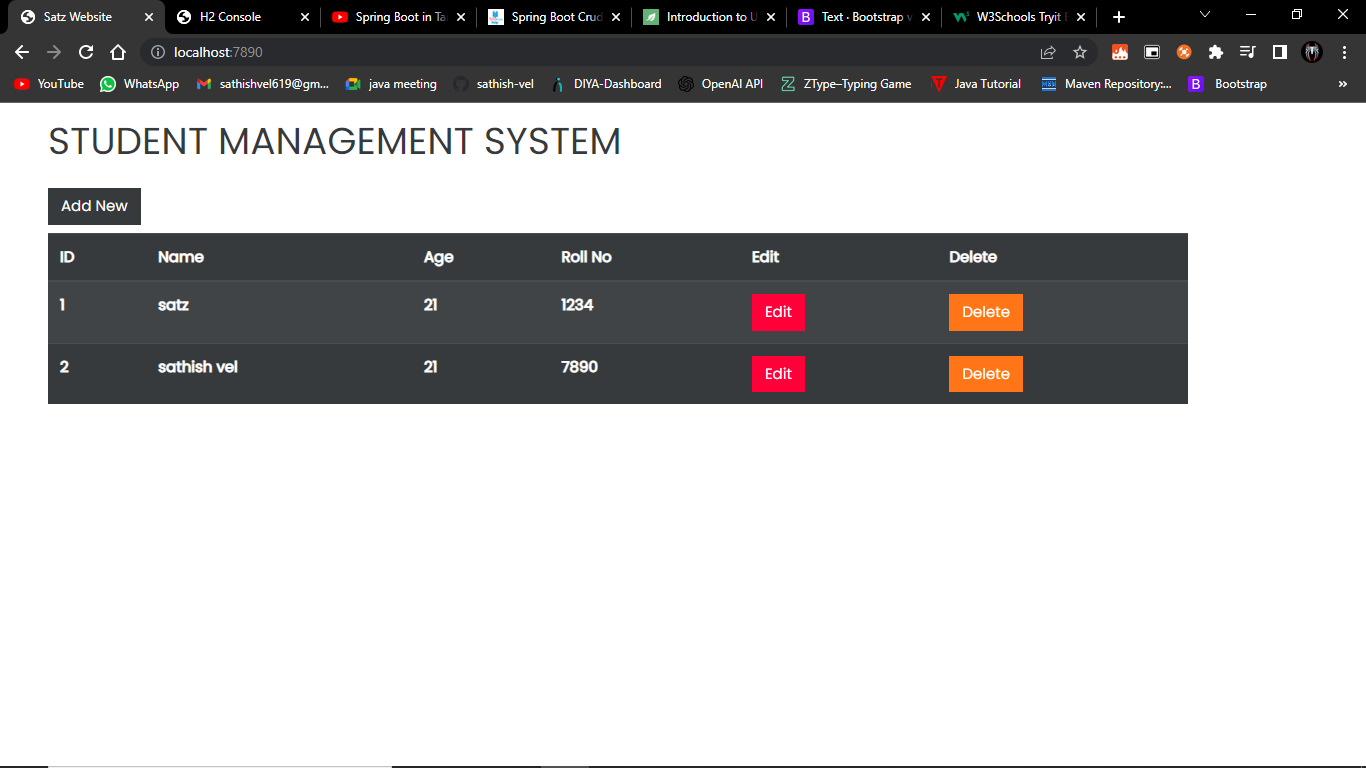 Satz Website H2 Console Spring Boot in Ta Spring Boot Crud Introduction to U Text · Bootstrap v W3Schools Tryit E
localhost:7890
YouTube WhatsApp sathishvel619@gm... java meeting sathish-vel DIYA-Dashboard OpenAI API ZType–Typing Game Java Tutorial Maven Repository:... Bootstrap »
STUDENT MANAGEMENT SYSTEM
Add New
ID Name Age Roll No Edit Delete
1 satz 21 1234 Edit Delete
2 sathish vel 21 7890 Edit Delete